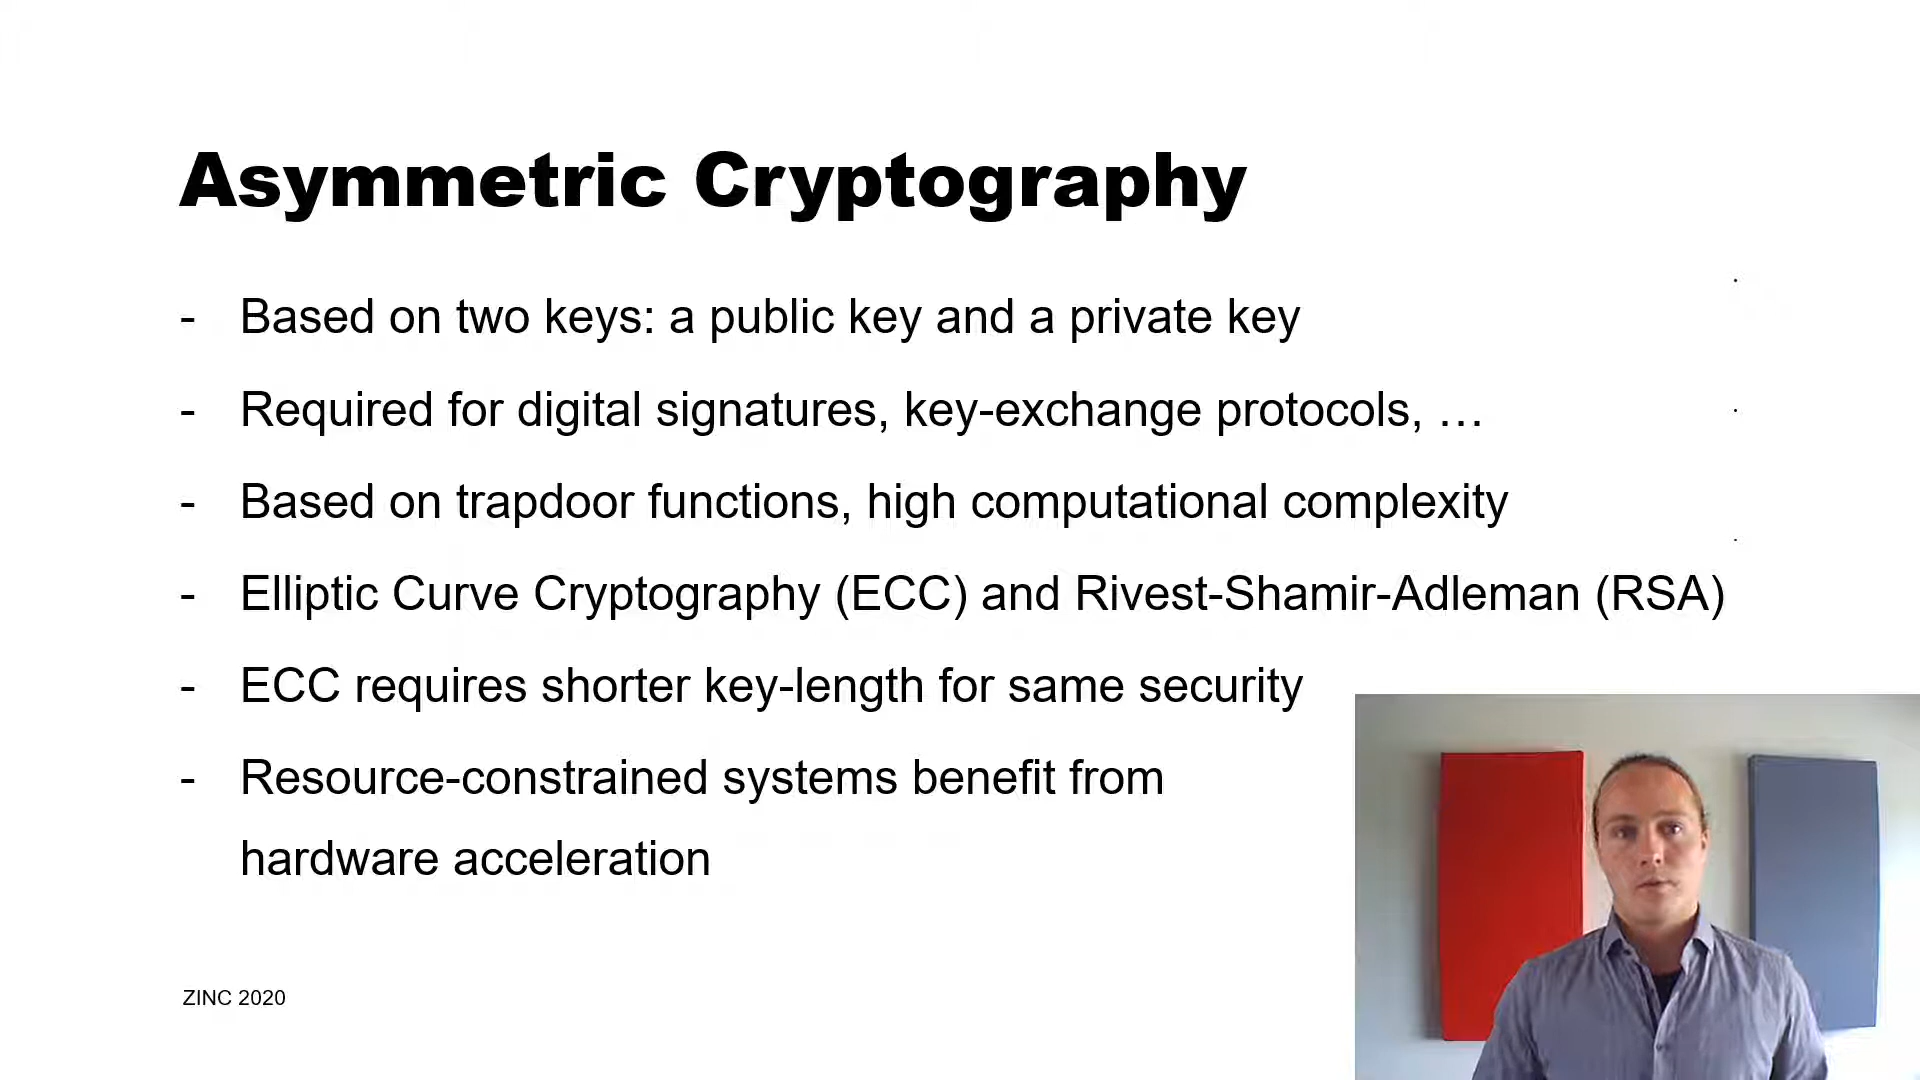 Asymmetric Cryptography
- Based on two keys: a public key and a private key
- Required for digital signatures, key-exchange protocols, …
- Based on trapdoor functions, high computational complexity
- Elliptic Curve Cryptography (ECC) and Rivest-Shamir-Adleman (RSA)
- ECC requires shorter key-length for same security
- Resource-constrained systems benefit from
hardware acceleration
ZINC 2020